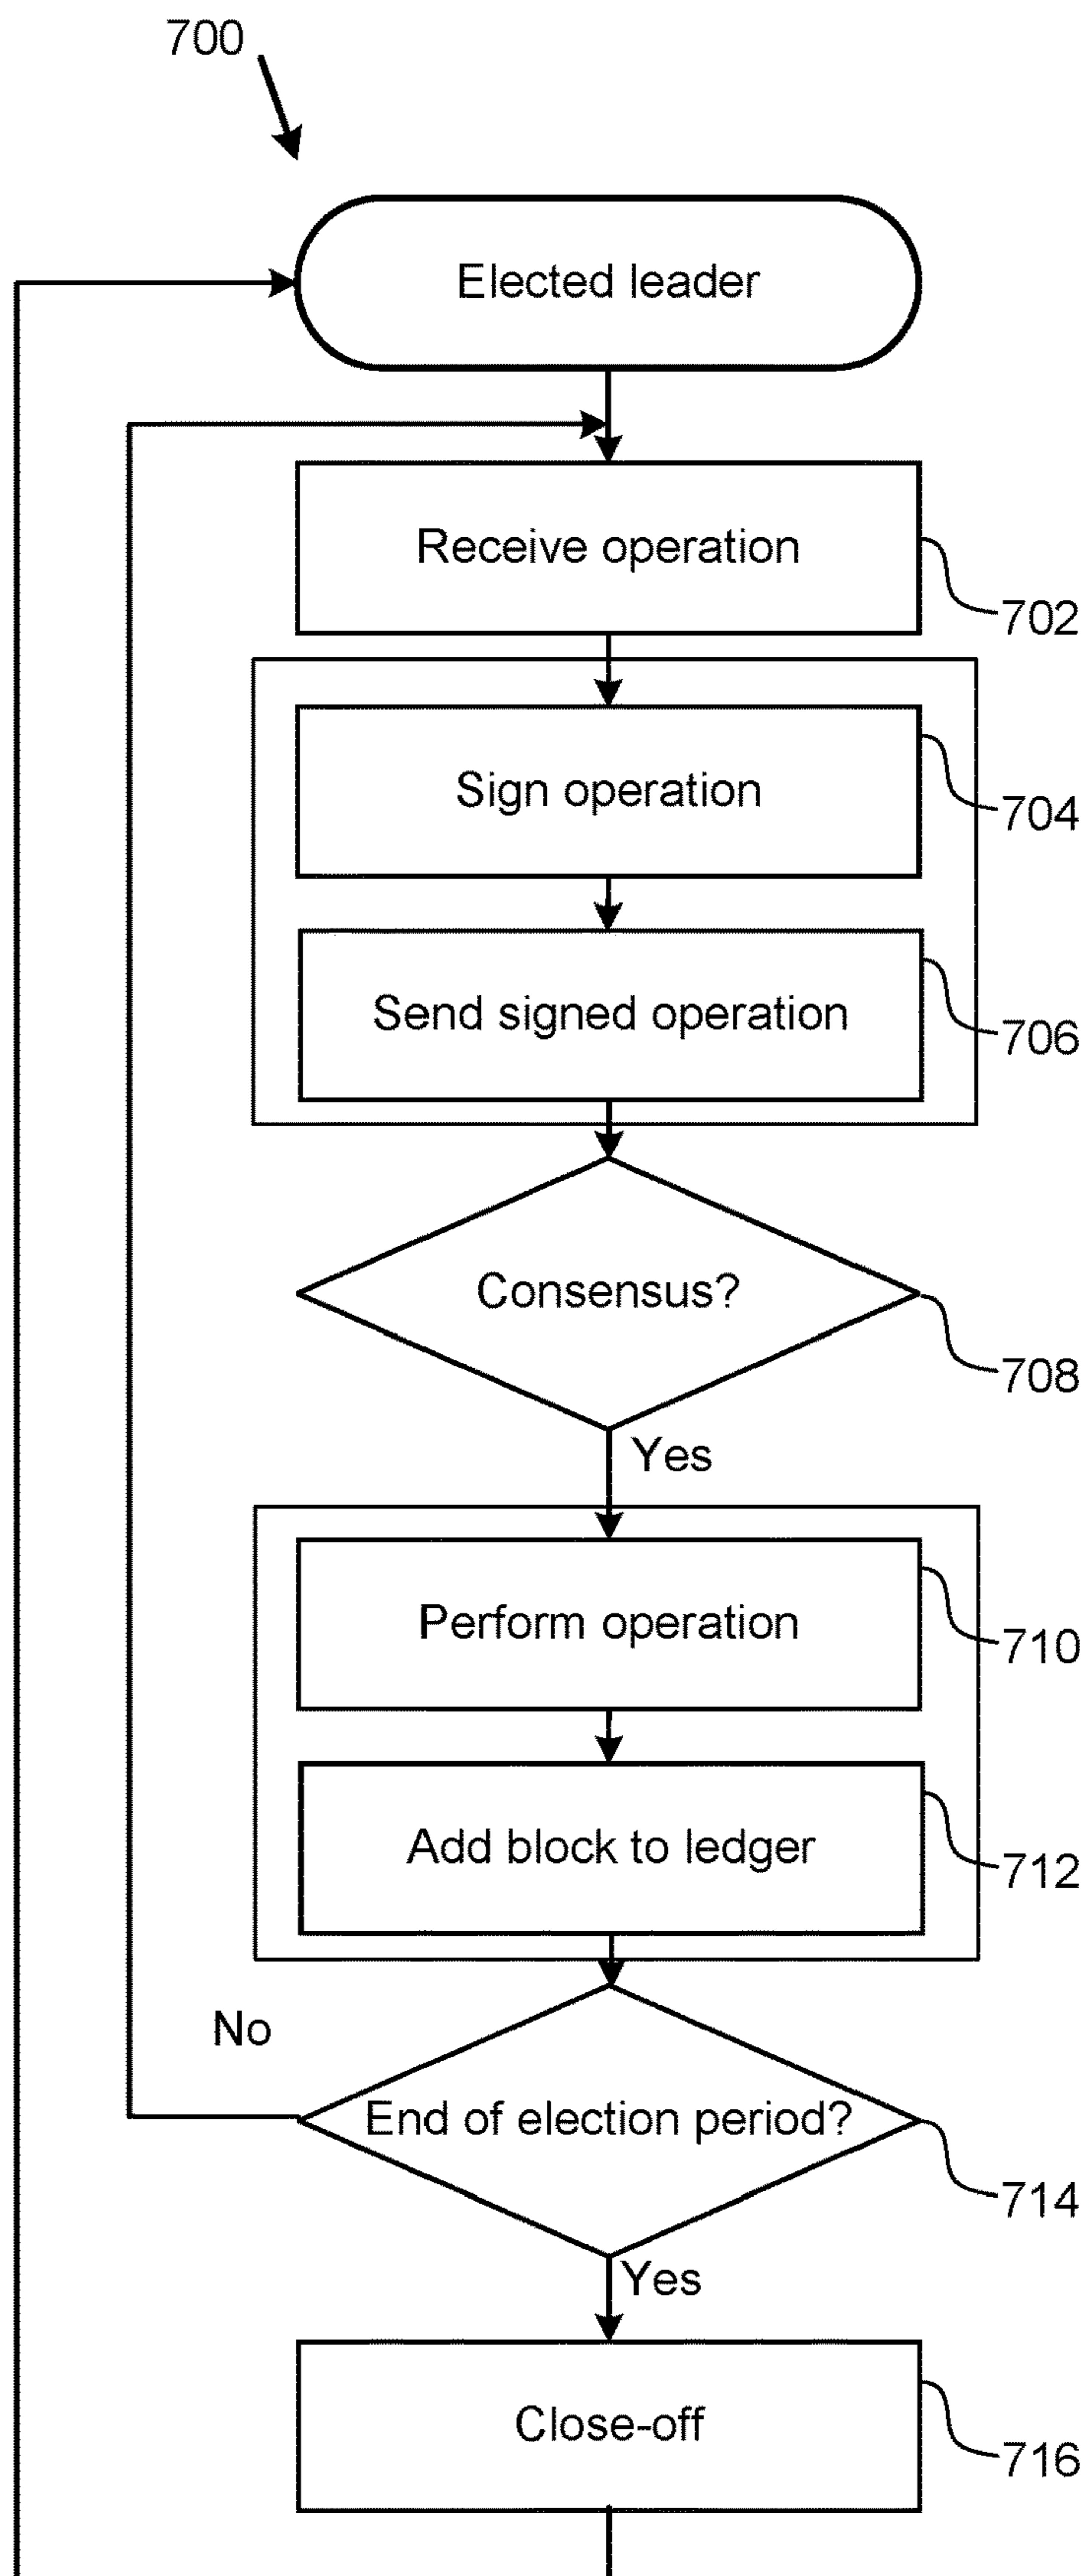 700
Elected leader
Receive operation
702
Sign operation
704
Send signed operation
706
Consensus?
708
Yes
Perform operation
710
Add block to ledger
712
No
End of election period?
714
Yes
Close-off
716